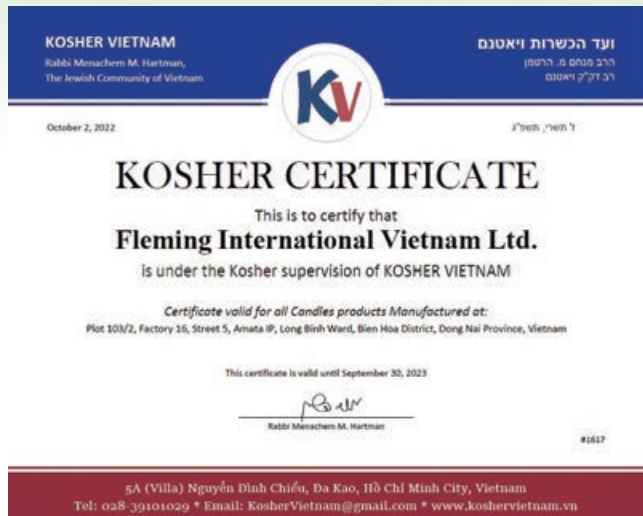 KOSHER VIETNAM
Rabbi Menachem M. Hartman,
The Jewish Community of Vietnam
ועד הכשרות ויאטנם
הרב מנחם מ. הרטמן
רב דק"ק ויאטנם
KV
October 2, 2022
ז' תשרי, תשפ"ג
KOSHER CERTIFICATE
This is to certify that
Fleming International Vietnam Ltd.
is under the Kosher supervision of KOSHER VIETNAM
Certificate valid for all Candles products Manufactured at:
Plot 103/2, Factory 16, Street 5, Amata IP, Long Binh Ward, Bien Hoa District, Dong Nai Province, Vietnam
This certificate is valid until September 30, 2023
Rabbi Menachem M. Hartman
#1617
5A (Villa) Nguyễn Đình Chiểu, Đa Kao, Hồ Chí Minh City, Vietnam
Tel: 028-39101029 * Email: KosherVietnam@gmail.com * www.koshervietnam.vn